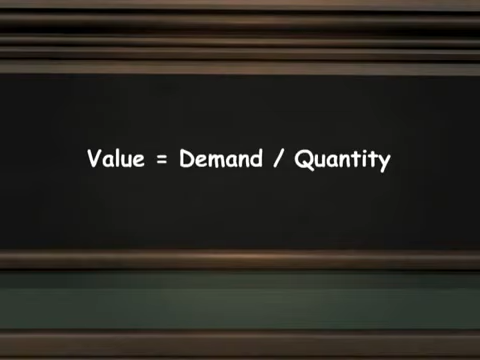 Value = Demand / Quantity